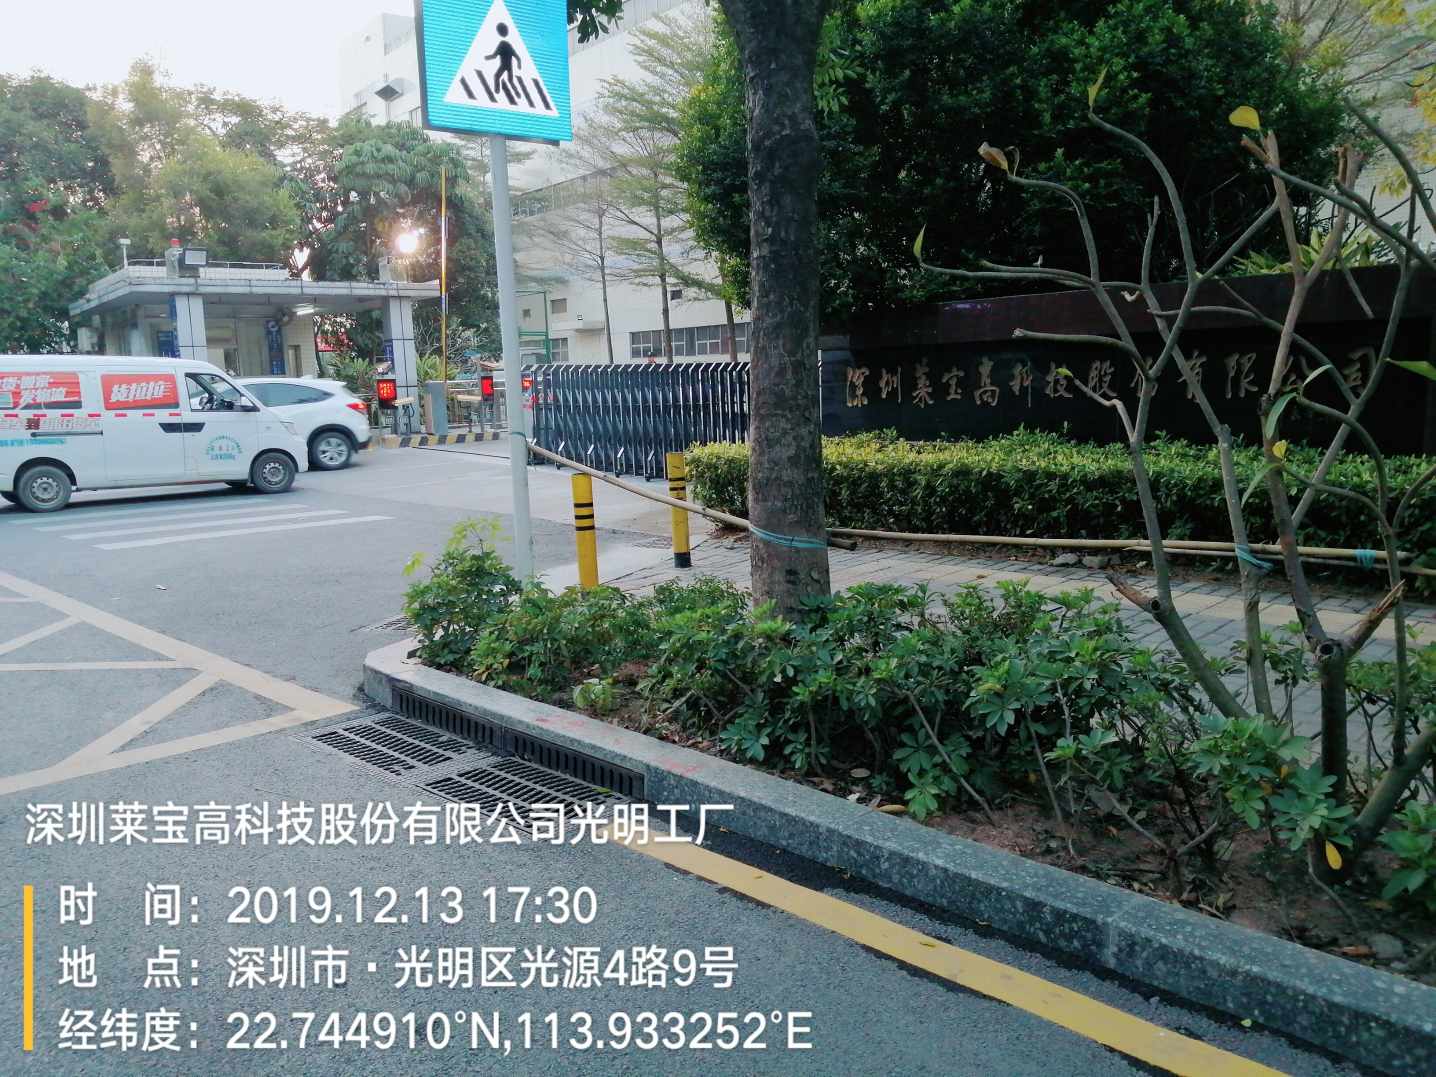 货拉拉
深圳莱宝高科技股份有限公司
深圳莱宝高科技股份有限公司光明工厂
时 间：2019.12.13 17:30
地 点：深圳市·光明区光源4路9号
经纬度：22.744910°N,113.933252°E